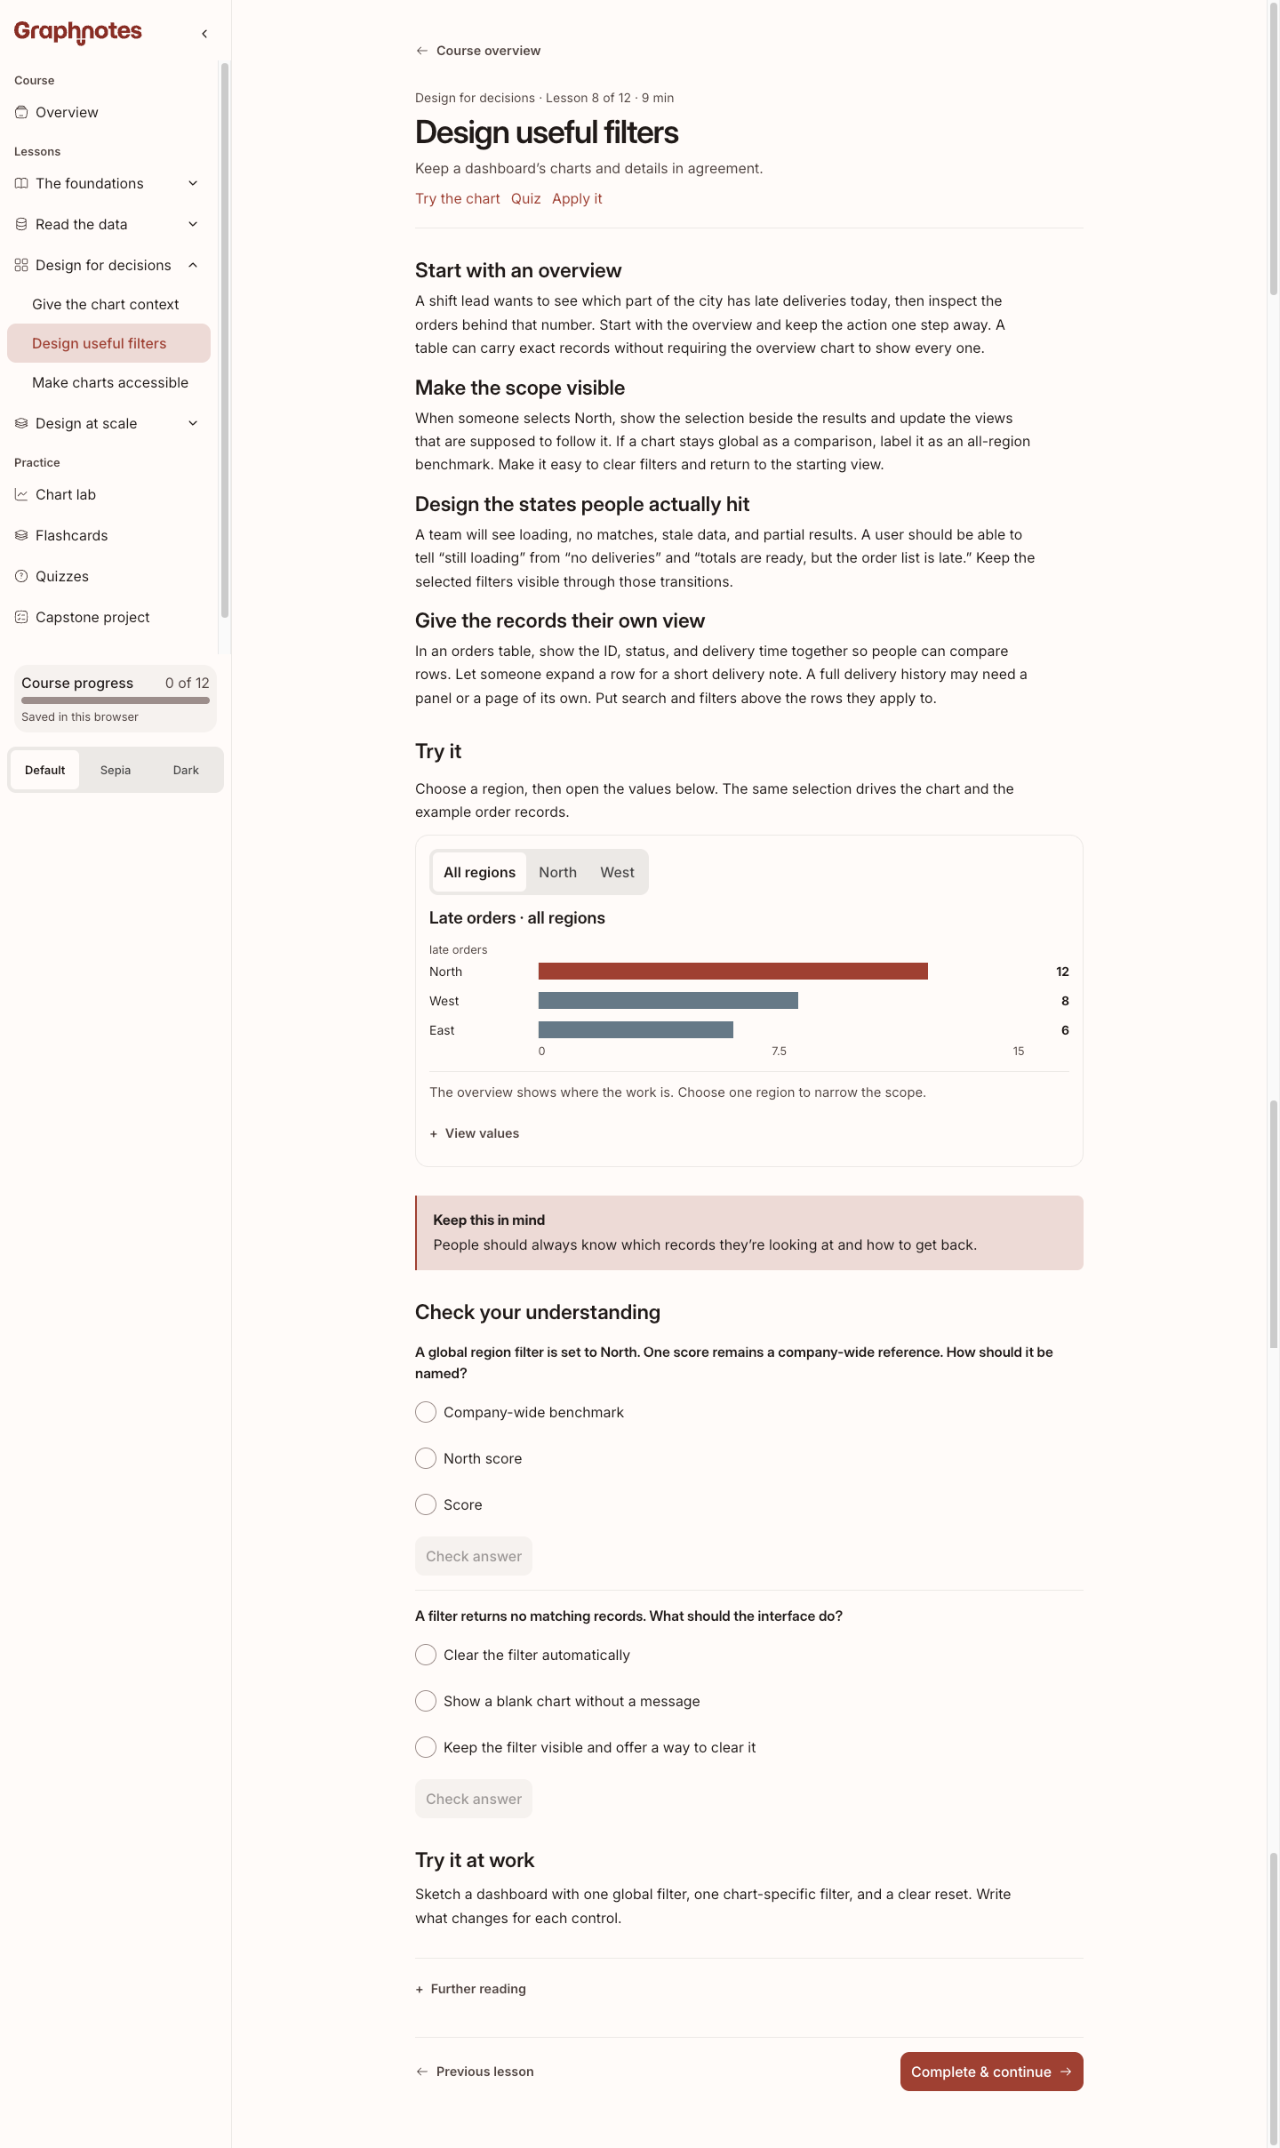 Graphnotes
Course
Overview
Lessons
The foundations
Read the data
Design for decisions
Give the chart context
Design useful filters
Make charts accessible
Design at scale
Practice
Chart lab
Flashcards
Quizzes
Capstone project
Course progress 0 of 12
Saved in this browser
Default Sepia Dark
← Course overview
Design for decisions · Lesson 8 of 12 · 9 min
Design useful filters
Keep a dashboard’s charts and details in agreement.
Try the chart Quiz Apply it
Start with an overview
A shift lead wants to see which part of the city has late deliveries today, then inspect the
orders behind that number. Start with the overview and keep the action one step away. A
table can carry exact records without requiring the overview chart to show every one.
Make the scope visible
When someone selects North, show the selection beside the results and update the views
that are supposed to follow it. If a chart stays global as a comparison, label it as an all-region
benchmark. Make it easy to clear filters and return to the starting view.
Design the states people actually hit
A team will see loading, no matches, stale data, and partial results. A user should be able to
tell “still loading” from “no deliveries” and “totals are ready, but the order list is late.” Keep the
selected filters visible through those transitions.
Give the records their own view
In an orders table, show the ID, status, and delivery time together so people can compare
rows. Let someone expand a row for a short delivery note. A full delivery history may need a
panel or a page of its own. Put search and filters above the rows they apply to.
Try it
Choose a region, then open the values below. The same selection drives the chart and the
example order records.
All regions North West
Late orders · all regions
late orders
North 12
West 8
East 6
0 7.5 15
The overview shows where the work is. Choose one region to narrow the scope.
+ View values
Keep this in mind
People should always know which records they’re looking at and how to get back.
Check your understanding
A global region filter is set to North. One score remains a company-wide reference. How should it be
named?
Company-wide benchmark
North score
Score
Check answer
A filter returns no matching records. What should the interface do?
Clear the filter automatically
Show a blank chart without a message
Keep the filter visible and offer a way to clear it
Check answer
Try it at work
Sketch a dashboard with one global filter, one chart-specific filter, and a clear reset. Write
what changes for each control.
+ Further reading
← Previous lesson
Complete & continue →